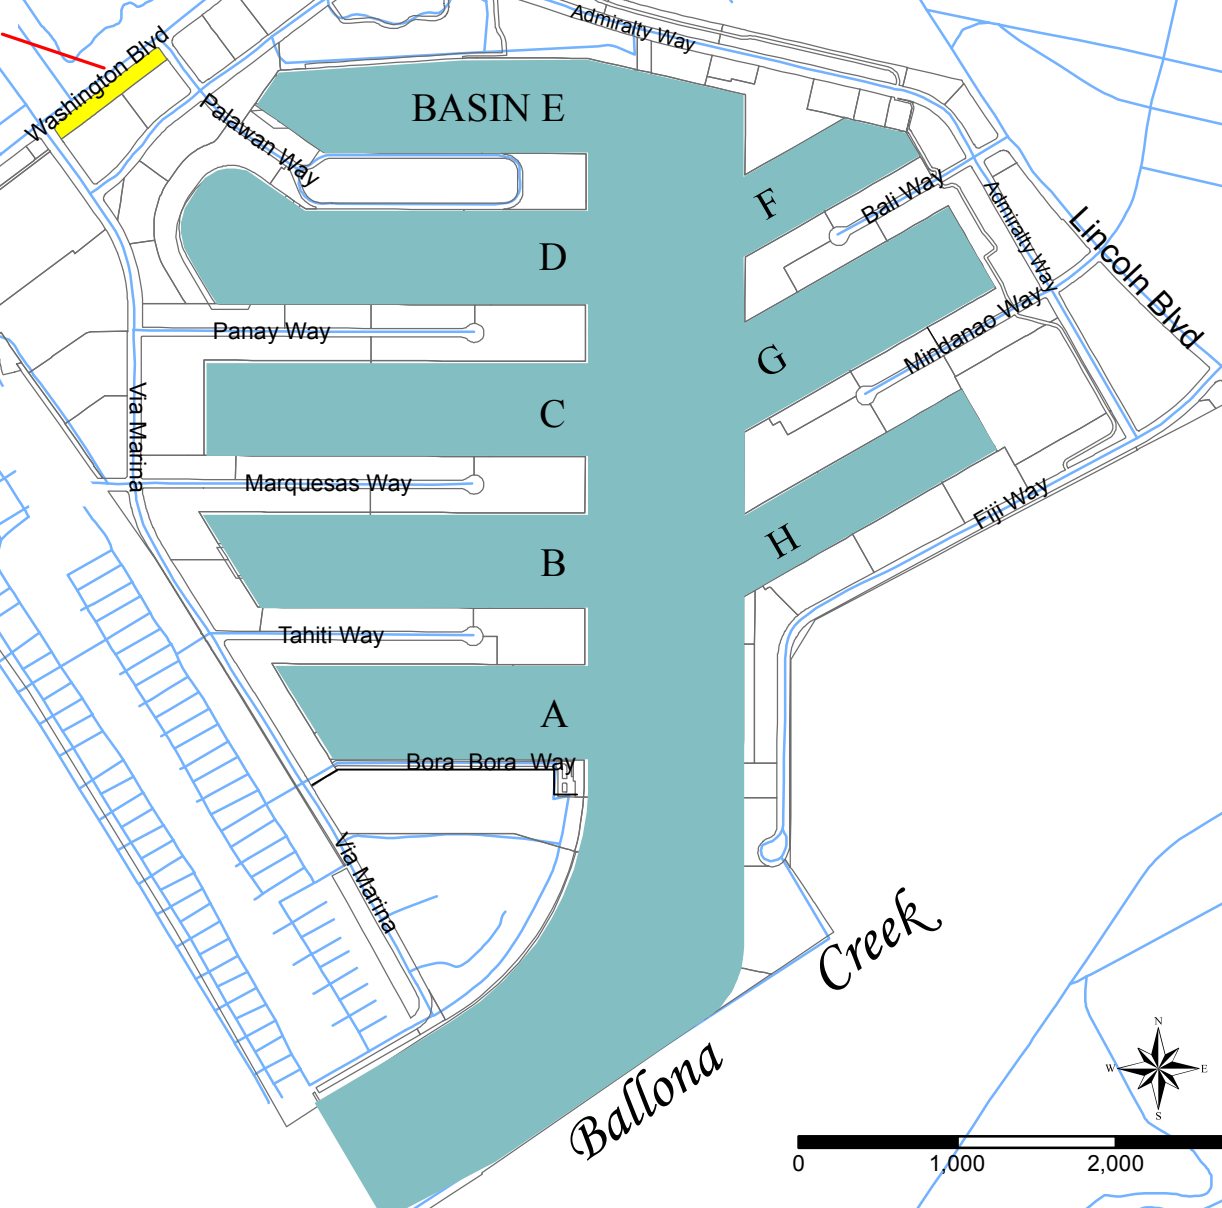 Admiralty Way
Washington Blvd
BASIN E
Palawan Way
F
Bali Way
Admiralty Way
Lincoln Blvd
D
Panay Way
Mindanao Way
G
Via Marina
C
Marquesas Way
Fiji Way
H
B
Tahiti Way
A
Bora Bora Way
Via Marina
Creek
Ballona
N
W
E
S
0
1,000
2,000